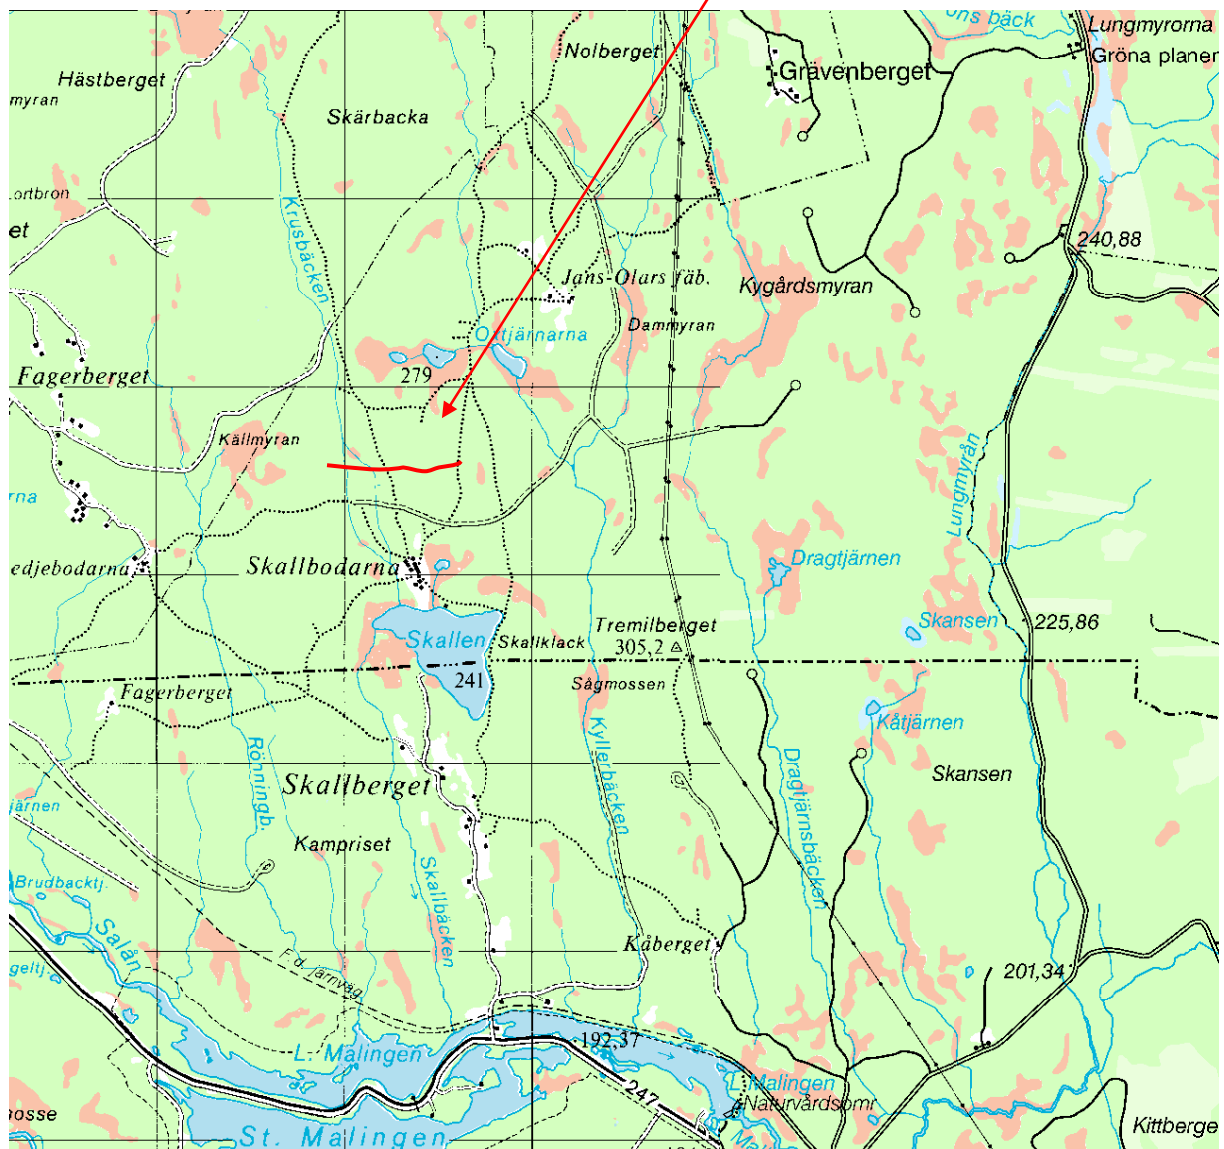 öns bäck
Lungmyrorna
Gröna planer
Nolberget
Gravenberget
Hästberget
myran
Skärbacka
ortbron
et
Krusbäcken
240,88
Jans-Olars fäb.
Kygårdsmyran
Dammyran
Ortjärnarna
279
Fagerberget
Källmyran
rna
Lungmyrån
edjebodarna
Skallbodarna
Dragtjärnen
Skallen
Skallklack
Tremilberget
305,2
Skansen
225,86
241
Sågmossen
Fagerberget
Kåtjärnen
Rönningb.
Kyllerbäcken
Dragtjärnsbäcken
Skallberget
Skansen
tjärnen
Kampriset
Skallbäcken
Brudbacktj.
Salån
Kåberget
F.d. järnväg
geltj.
201,34
L. Malingen
192,37
247
L. Malingen
Naturvårdsomr
osse
St. Malingen
Kittberge